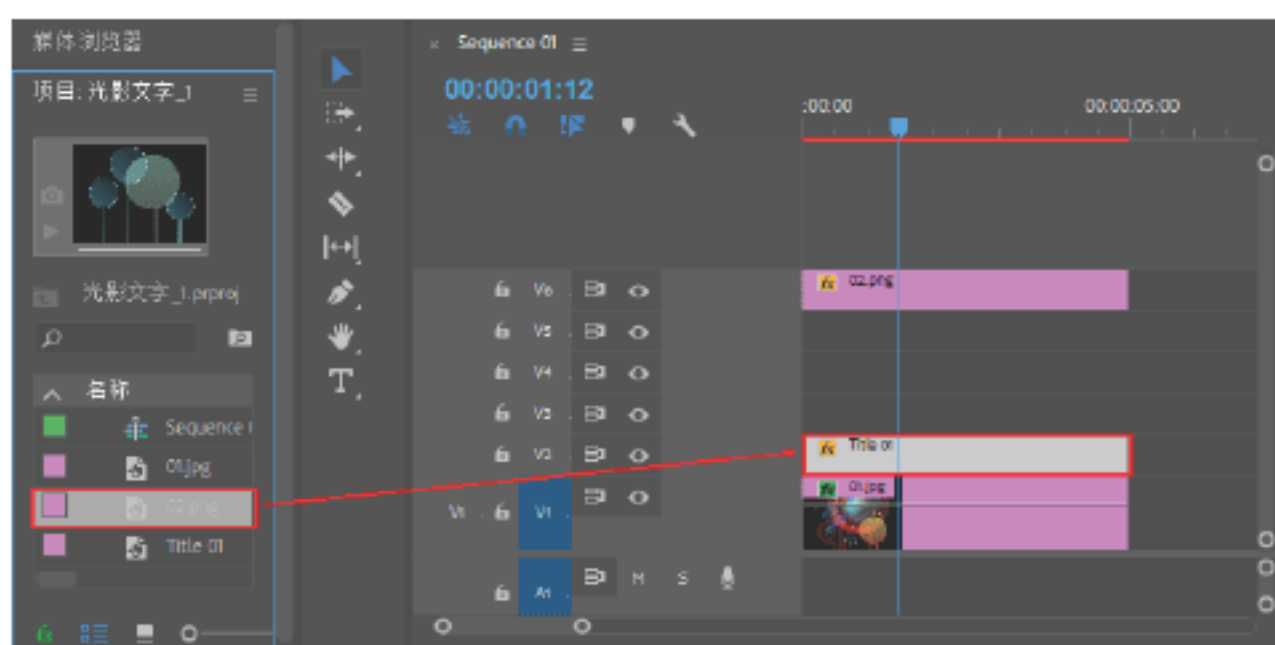 媒体浏览器
项目: 光影文字_1
光影文字_1.prproj
名称
Sequence
01.jpg
02.png
Title 01
× Sequence 01
00:00:01:12
:00:00
00:00:05:00
V6
02.png
V5
V4
V3
V2
Title 01
01.jpg
V1 V1
A1 M S